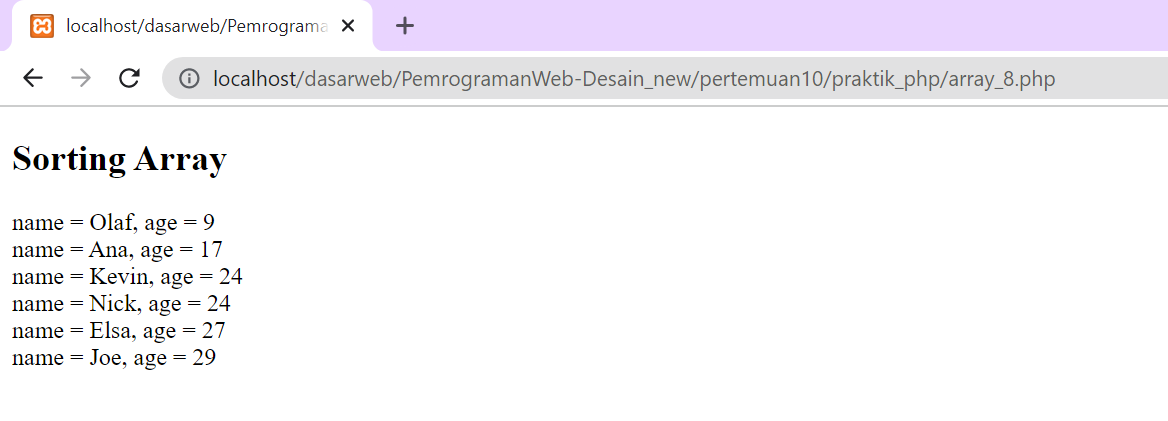 localhost/dasarweb/Pemrograma
localhost/dasarweb/PemrogramanWeb-Desain_new/pertemuan10/praktik_php/array_8.php
Sorting Array
name = Olaf, age = 9
name = Ana, age = 17
name = Kevin, age = 24
name = Nick, age = 24
name = Elsa, age = 27
name = Joe, age = 29